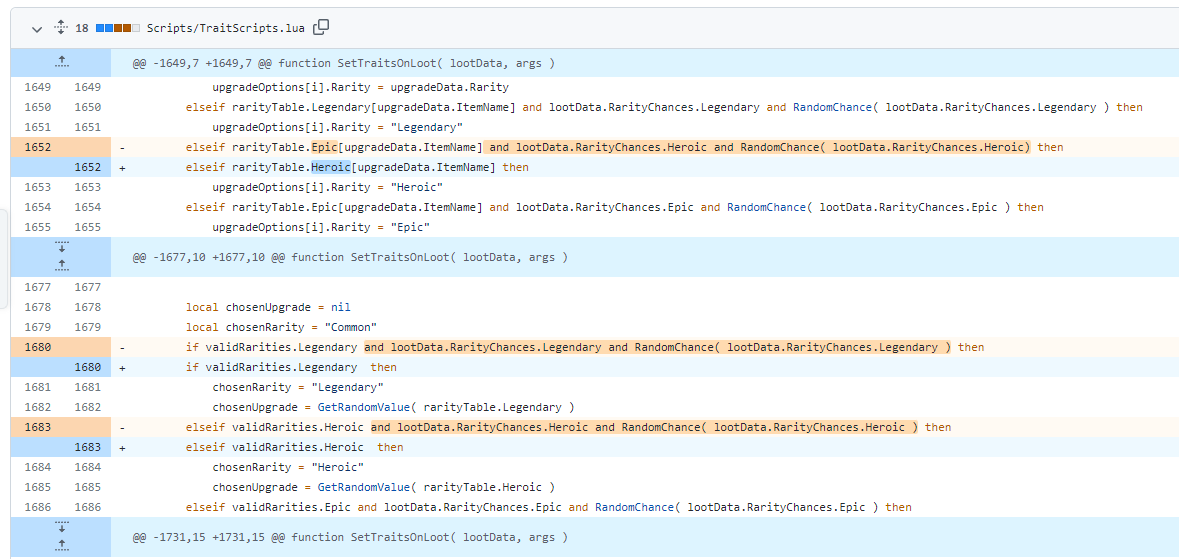 18 Scripts/TraitScripts.lua
@@ -1649,7 +1649,7 @@ function SetTraitsOnLoot( lootData, args )
1649 1649 upgradeOptions[i].Rarity = upgradeData.Rarity
1650 1650 elseif rarityTable.Legendary[upgradeData.ItemName] and lootData.RarityChances.Legendary and RandomChance( lootData.RarityChances.Legendary ) then
1651 1651 upgradeOptions[i].Rarity = "Legendary"
1652 - elseif rarityTable.Epic[upgradeData.ItemName] and lootData.RarityChances.Heroic and RandomChance( lootData.RarityChances.Heroic) then
1652 + elseif rarityTable.Heroic[upgradeData.ItemName] then
1653 1653 upgradeOptions[i].Rarity = "Heroic"
1654 1654 elseif rarityTable.Epic[upgradeData.ItemName] and lootData.RarityChances.Epic and RandomChance( lootData.RarityChances.Epic ) then
1655 1655 upgradeOptions[i].Rarity = "Epic"
@@ -1677,10 +1677,10 @@ function SetTraitsOnLoot( lootData, args )
1677 1677
1678 1678 local chosenUpgrade = nil
1679 1679 local chosenRarity = "Common"
1680 - if validRarities.Legendary and lootData.RarityChances.Legendary and RandomChance( lootData.RarityChances.Legendary ) then
1680 + if validRarities.Legendary  then
1681 1681 chosenRarity = "Legendary"
1682 1682 chosenUpgrade = GetRandomValue( rarityTable.Legendary )
1683 - elseif validRarities.Heroic and lootData.RarityChances.Heroic and RandomChance( lootData.RarityChances.Heroic ) then
1683 + elseif validRarities.Heroic  then
1684 1684 chosenRarity = "Heroic"
1685 1685 chosenUpgrade = GetRandomValue( rarityTable.Heroic )
1686 1686 elseif validRarities.Epic and lootData.RarityChances.Epic and RandomChance( lootData.RarityChances.Epic ) then
@@ -1731,15 +1731,15 @@ function SetTraitsOnLoot( lootData, args )